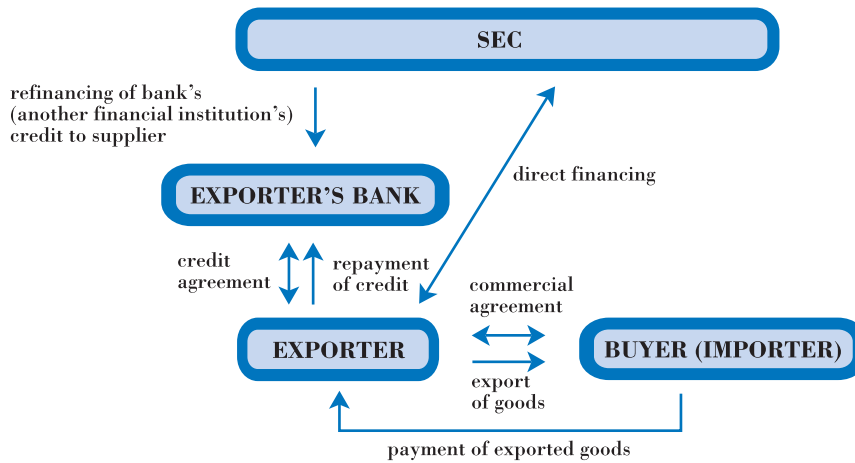 SEC
refinancing of bank's
(another financial institution's)
credit to supplier
direct financing
EXPORTER'S BANK
credit
agreement
repayment
of credit
commercial
agreement
EXPORTER
BUYER (IMPORTER)
export
of goods
payment of exported goods